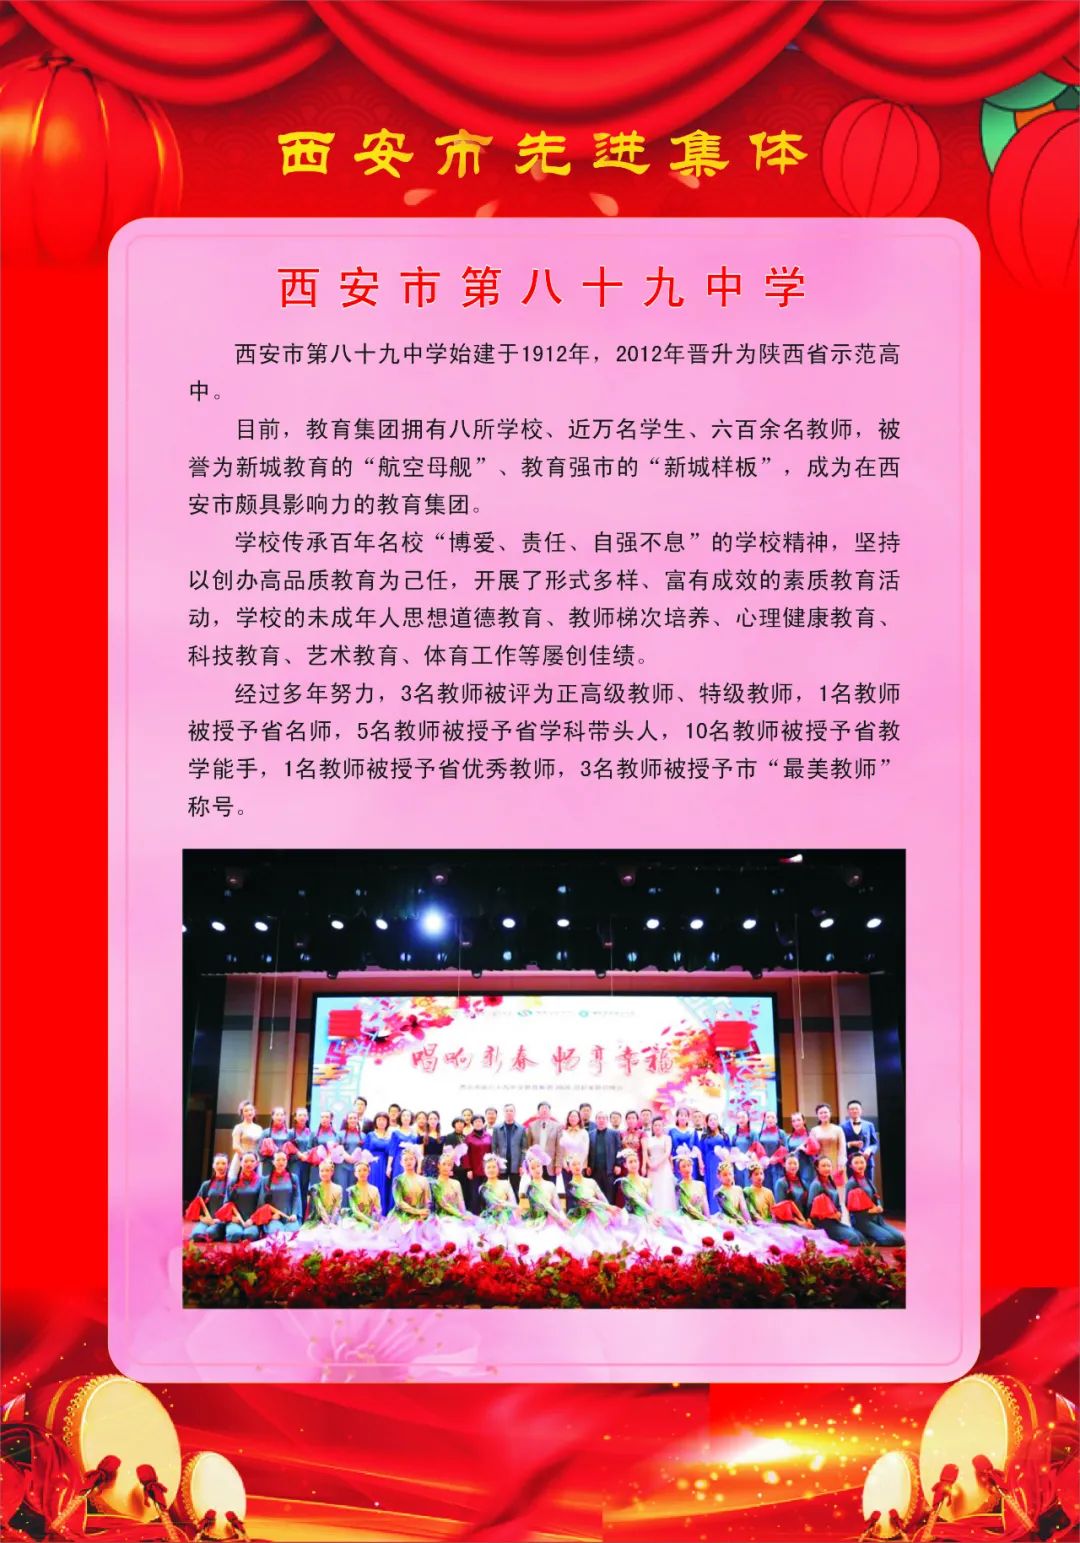 西安市先进集体
西安市第八十九中学
西安市第八十九中学始建于1912年，2012年晋升为陕西省示范高
中。
目前，教育集团拥有八所学校、近万名学生、六百余名教师，被
誉为新城教育的“航空母舰”、教育强市的“新城样板”，成为在西
安市颇具影响力的教育集团。
学校传承百年名校“博爱、责任、自强不息”的学校精神，坚持
以创办高品质教育为己任，开展了形式多样、富有成效的素质教育活
动，学校的未成年人思想道德教育、教师梯次培养、心理健康教育、
科技教育、艺术教育、体育工作等屡创佳绩。
经过多年努力，3名教师被评为正高级教师、特级教师，1名教师
被授予省名师，5名教师被授予省学科带头人，10名教师被授予省教
学能手，1名教师被授予省优秀教师，3名教师被授予市“最美教师”
称号。
唱响新春 畅享幸福